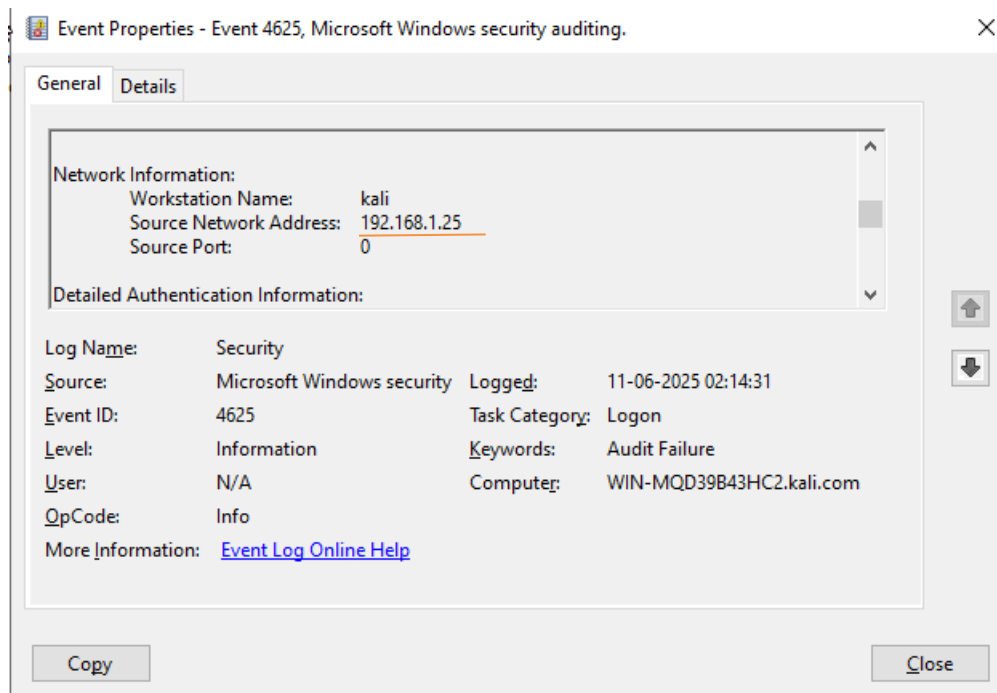 Event Properties - Event 4625, Microsoft Windows security auditing.
General Details
Network Information:
Workstation Name: kali
Source Network Address: 192.168.1.25
Source Port: 0
Detailed Authentication Information:
Log Name: Security
Source: Microsoft Windows security Logged: 11-06-2025 02:14:31
Event ID: 4625 Task Category: Logon
Level: Information Keywords: Audit Failure
User: N/A Computer: WIN-MQD39B43HC2.kali.com
OpCode: Info
More Information: Event Log Online Help
Copy Close